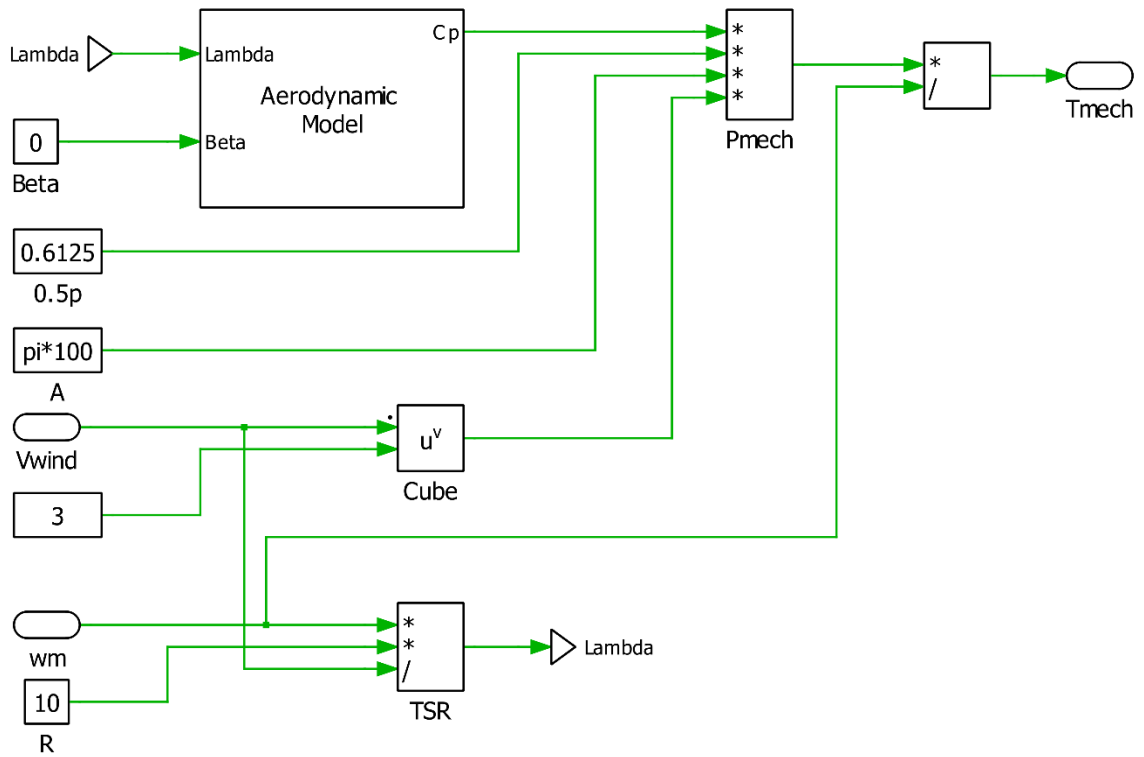 Lambda
Lambda
Cp
Aerodynamic
Model
Beta
0
Beta
*
*
*
*
Pmech
*
/
Tmech
0.6125
0.5p
pi*100
A
Vwind
3
u^v
Cube
wm
10
R
*
*
/
TSR
Lambda